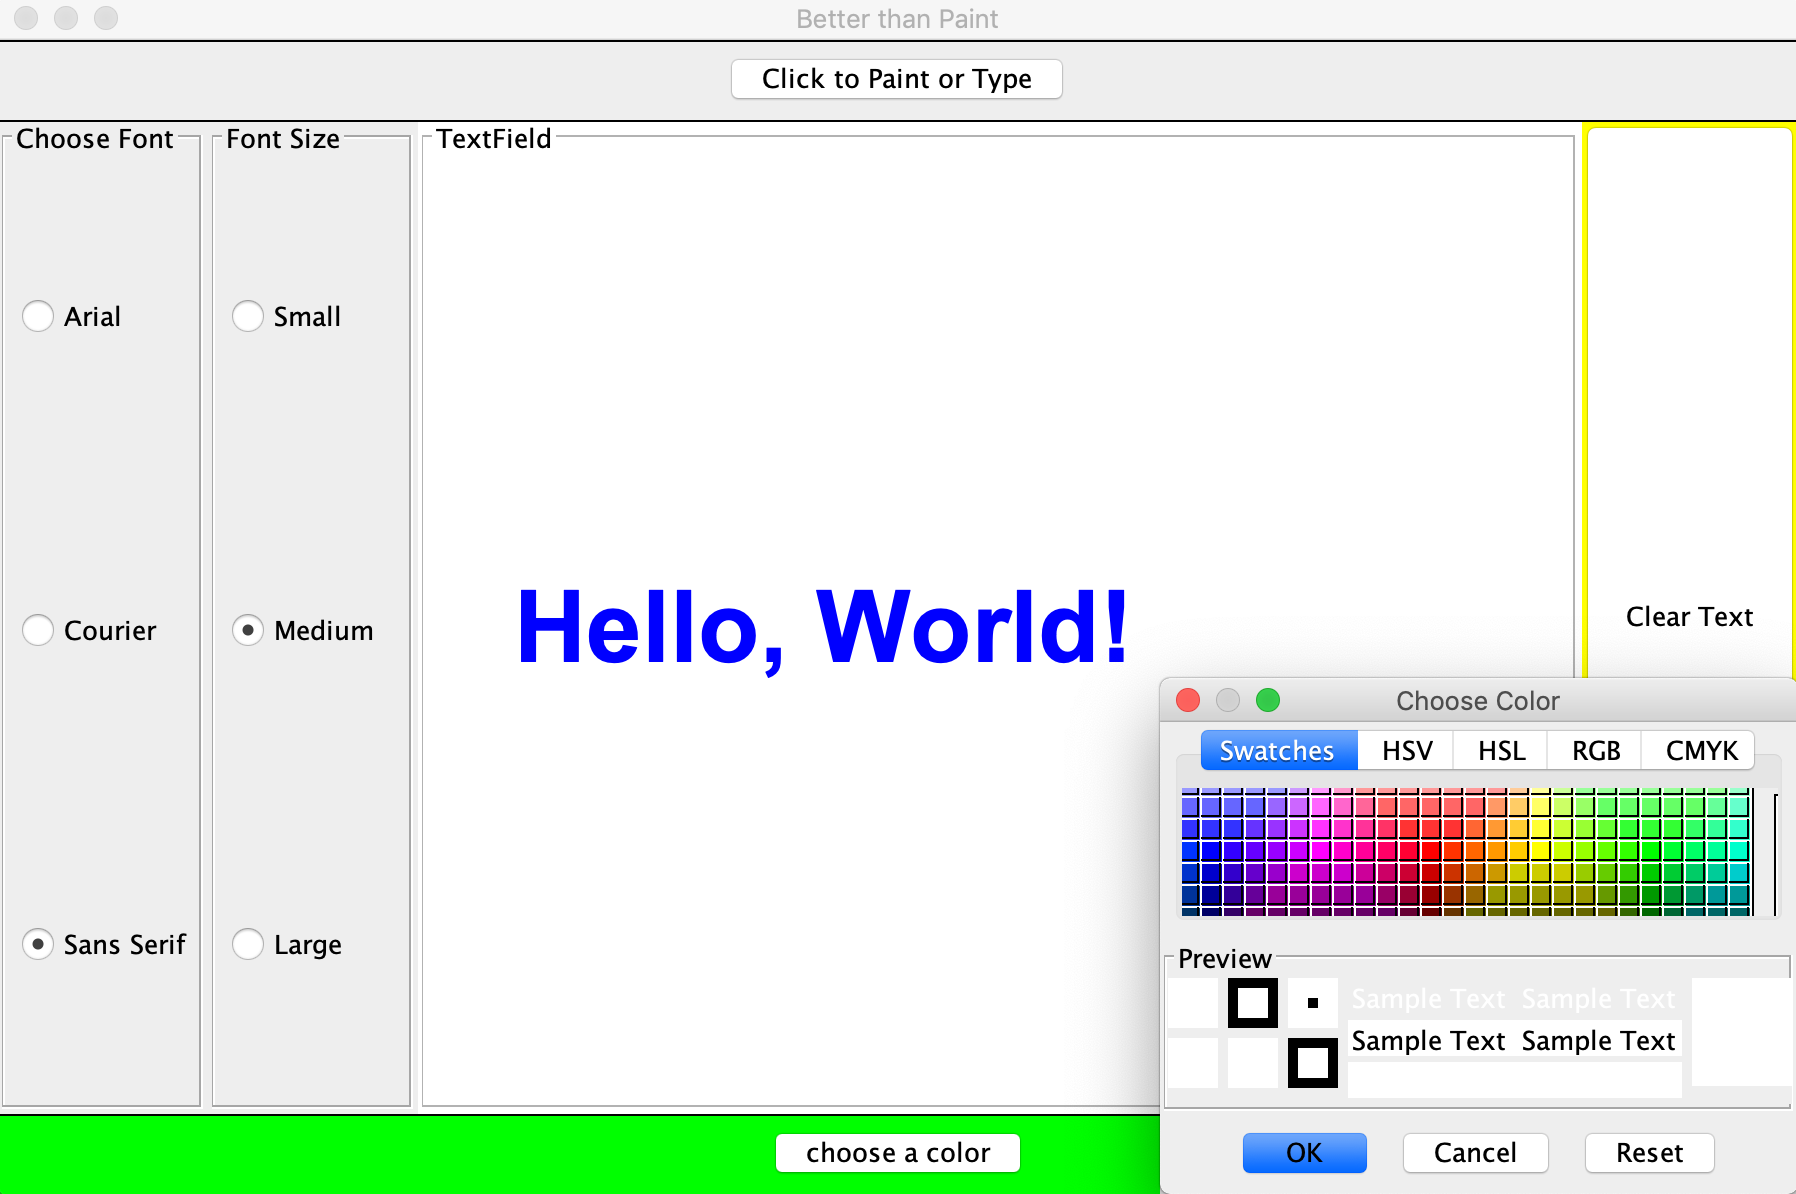 Better than Paint
Click to Paint or Type
Choose Font
Font Size
TextField
Arial
Small
Courier
Medium
Hello, World!
Clear Text
Sans Serif
Large
choose a color
Choose Color
Swatches HSV HSL RGB CMYK
Preview
Sample Text Sample Text
Sample Text Sample Text
OK Cancel Reset